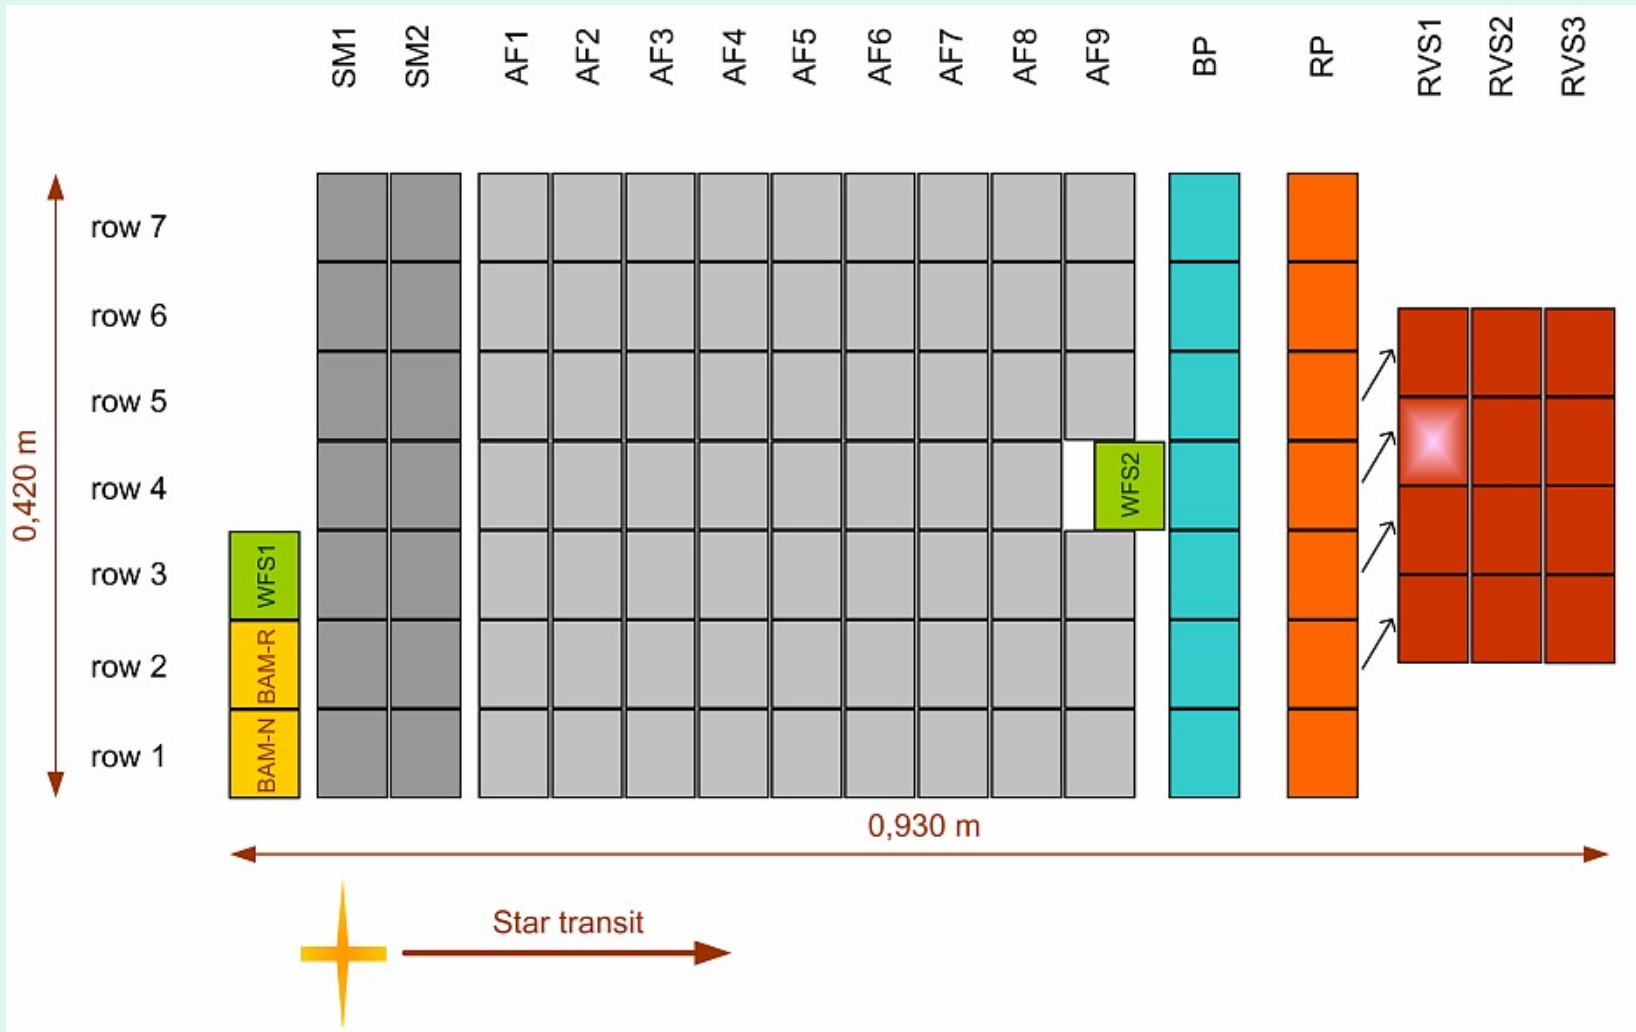 SM1
SM2
AF1
AF2
AF3
AF4
AF5
AF6
AF7
AF8
AF9
BP
RP
RVS1
RVS2
RVS3
0,420 m
row 7
row 6
row 5
row 4
WFS2
row 3
WFS1
row 2
BAM-R
row 1
BAM-N
0,930 m
Star transit